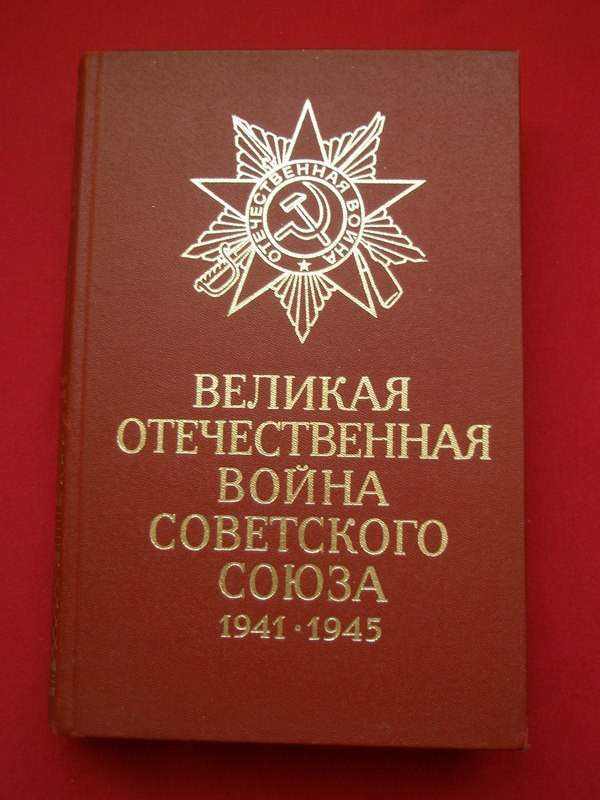 ОТЕЧЕСТВЕННАЯ ВОЙНА
ВЕЛИКАЯ
ОТЕЧЕСТВЕННАЯ
ВОЙНА
СОВЕТСКОГО
СОЮЗА
1941·1945